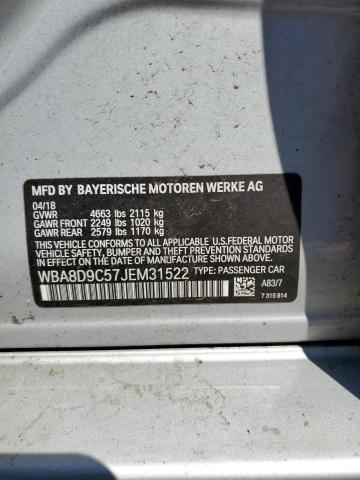 MFD BY BAYERISCHE MOTOREN WERKE AG
04/18
GVWR 4663 lbs 2115 kg
GAWR FRONT 2249 lbs 1020 kg
GAWR REAR 2579 lbs 1170 kg
THIS VEHICLE CONFORMS TO ALL APPLICABLE
U.S.FEDERAL MOTOR VEHICLE SAFETY,
BUMPER, AND THEFT PREVENTION STANDARDS
IN EFFECT ON THE DATE OF MANUFACTURE
SHOWN ABOVE.
WBA8D9C57JEM31522 TYPE: PASSENGER CAR
A83/7
7 315 814